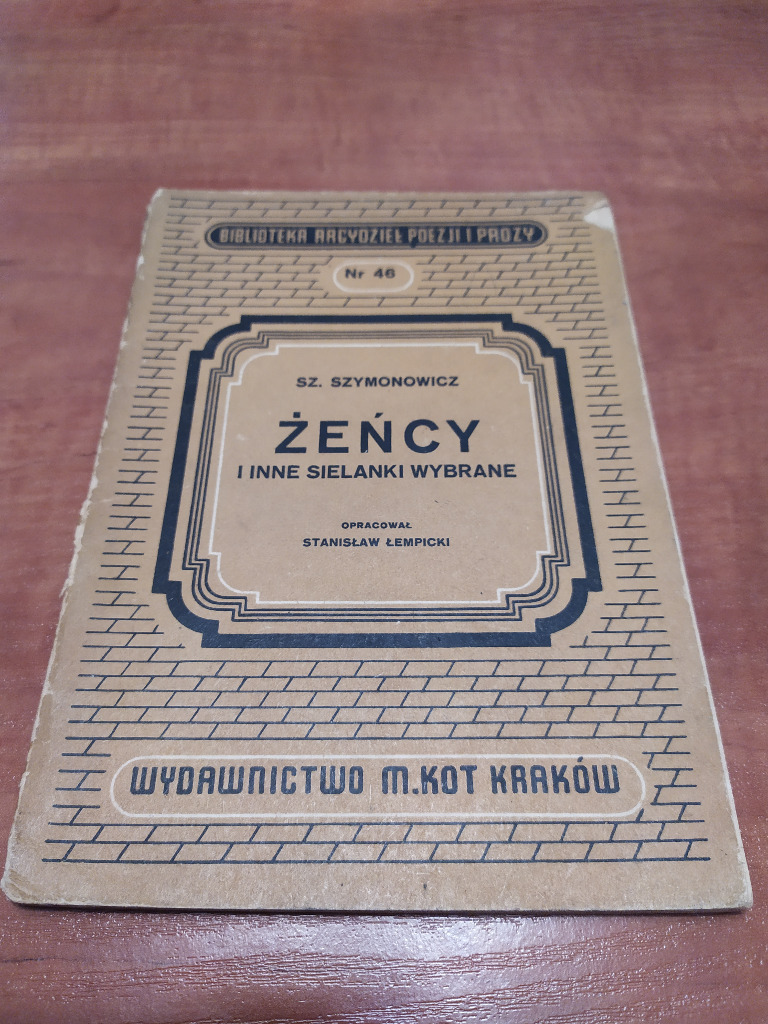 BIBLIOTEKA ARCYDZIEŁ POEZJI I PROZY
Nr 46
SZ. SZYMONOWICZ
ŻEŃCY
I INNE SIELANKI WYBRANE
OPRACOWAŁ
STANISŁAW ŁEMPICKI
WYDAWNICTWO M.KOT KRAKÓW